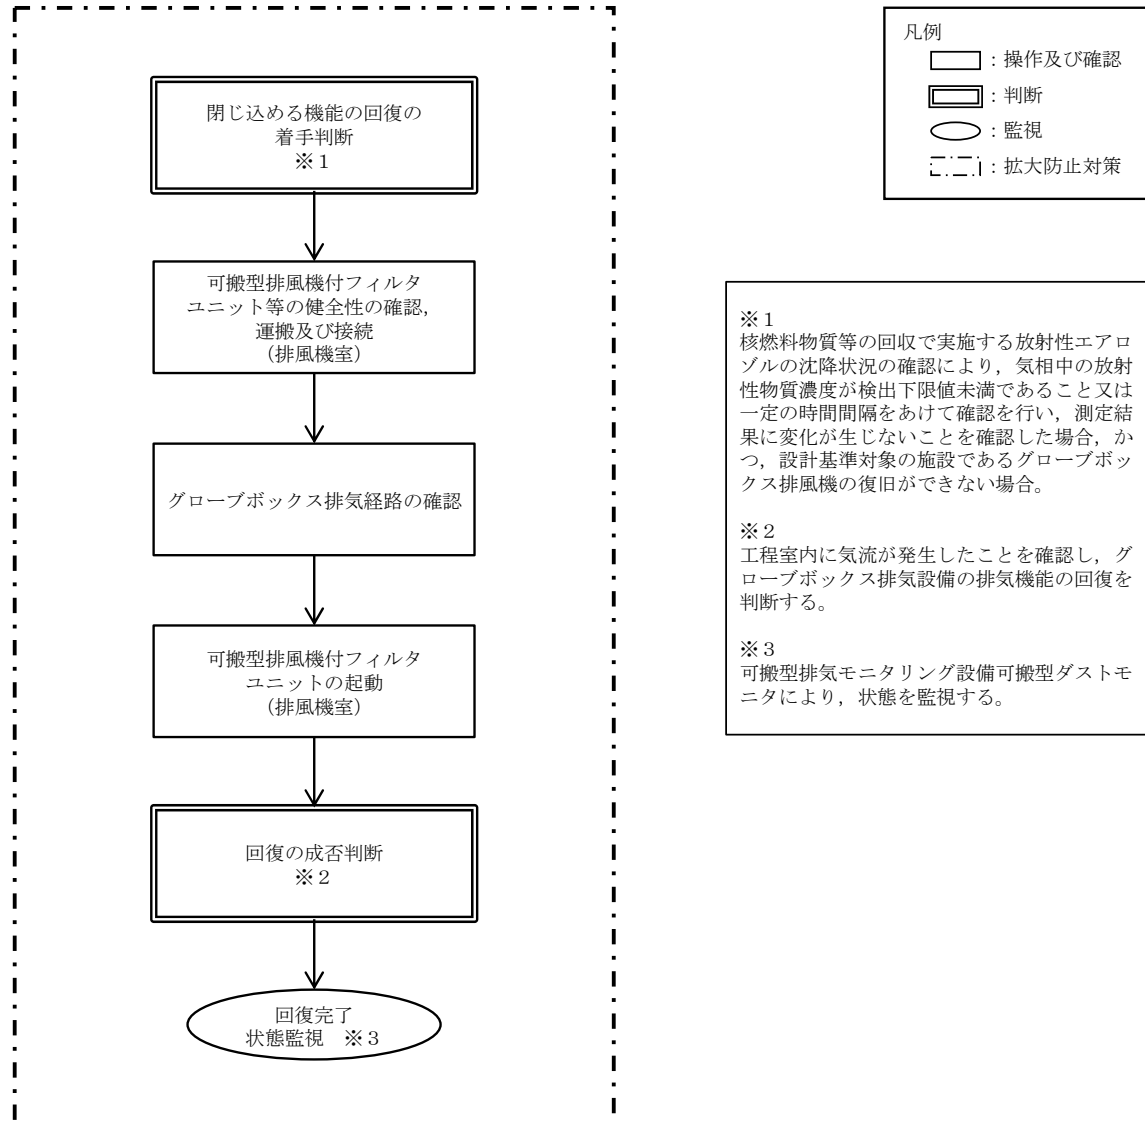 閉じ込める機能の回復の
着手判断
※１
可搬型排風機付フィルタ
ユニット等の健全性の確認，
運搬及び接続
（排風機室）
グローブボックス排気経路の確認
可搬型排風機付フィルタ
ユニットの起動
（排風機室）
回復の成否判断
※２
回復完了
状態監視　※３
凡例
：操作及び確認
：判断
：監視
：拡大防止対策
※１
核燃料物質等の回収で実施する放射性エアロ
ゾルの沈降状況の確認により，気相中の放射
性物質濃度が検出下限値未満であること又は
一定の時間間隔をあけて確認を行い，測定結
果に変化が生じないことを確認した場合，か
つ，設計基準対象の施設であるグローブボッ
クス排風機の復旧ができない場合。
※２
工程室内に気流が発生したことを確認し，グ
ローブボックス排気設備の排気機能の回復を
判断する。
※３
可搬型排気モニタリング設備可搬型ダストモ
ニタにより，状態を監視する。